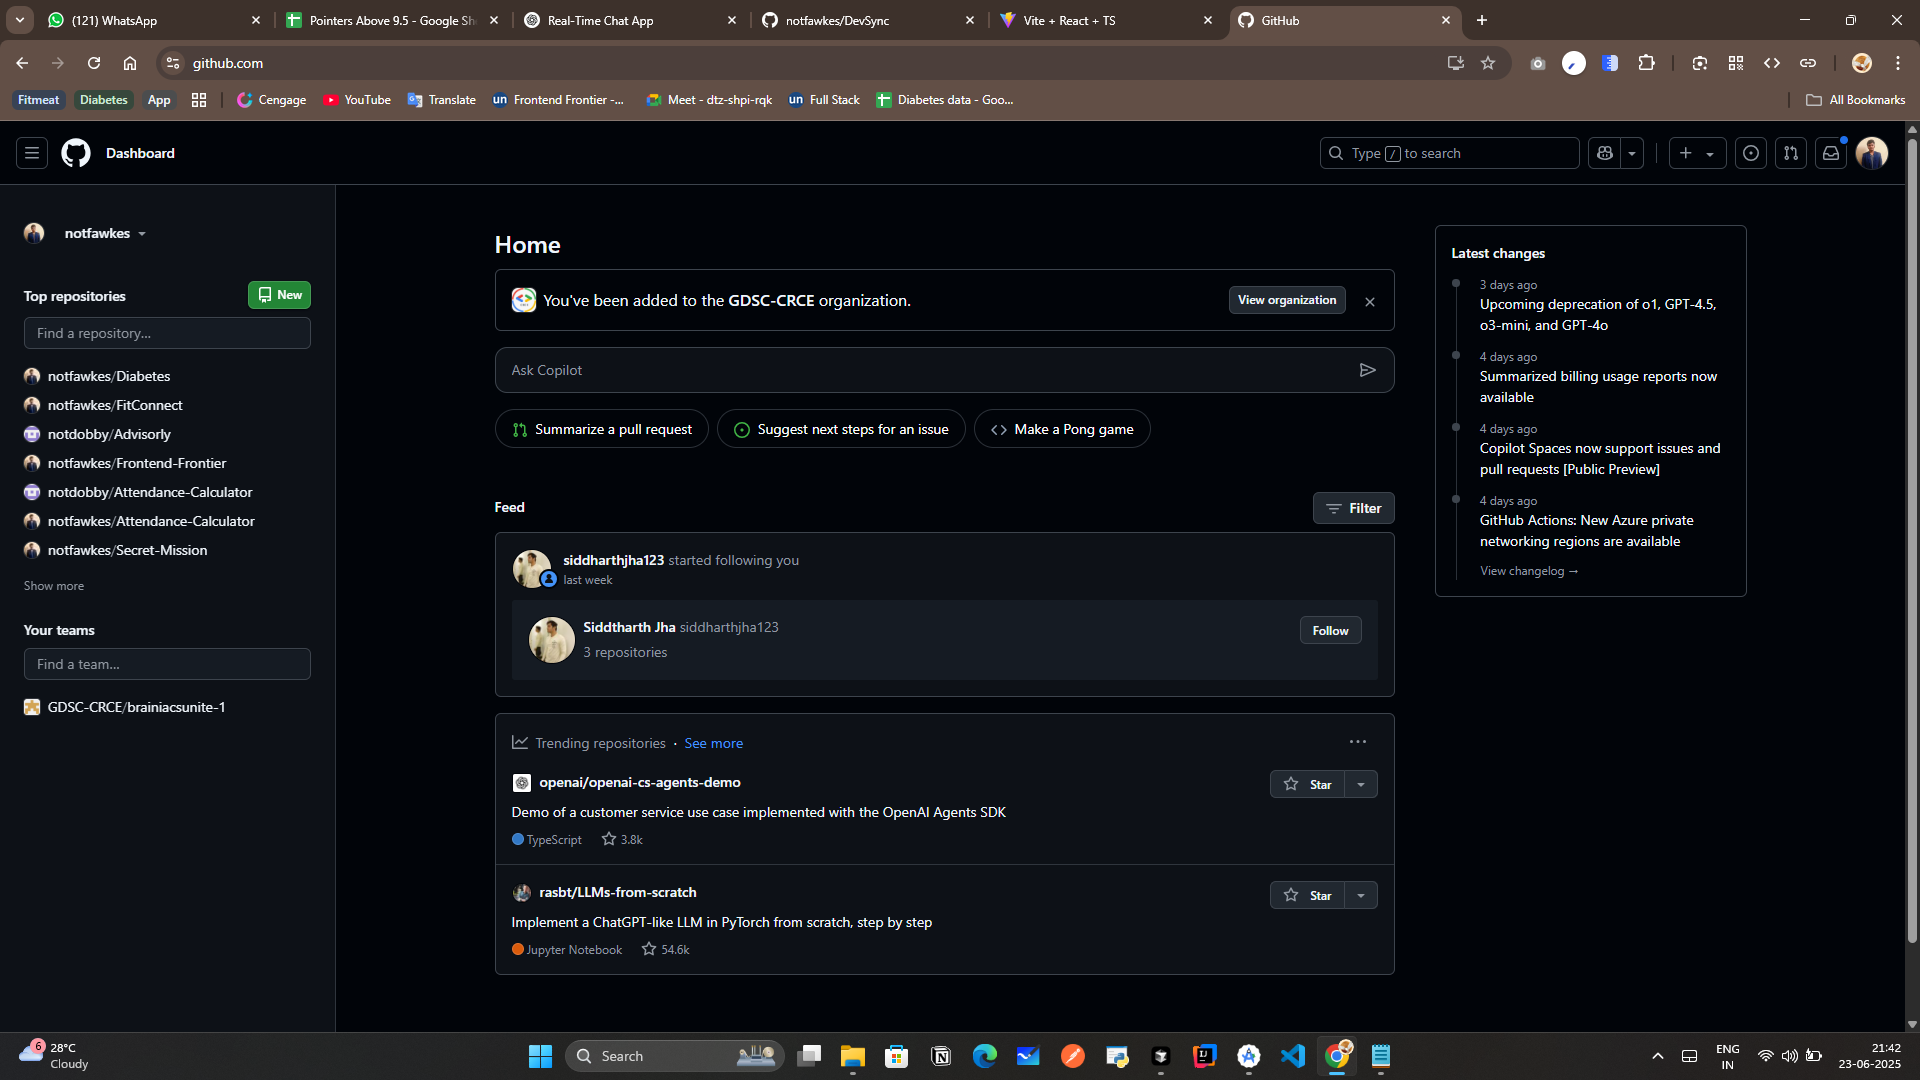 (121) WhatsApp
Pointers Above 9.5 - Google She
Real-Time Chat App
notfawkes/DevSync
Vite + React + TS
GitHub
github.com
Fitmeat
Diabetes
App
Cengage
YouTube
Translate
un Frontend Frontier -...
Meet - dtz-shpi-rqk
un Full Stack
Diabetes data - Goo...
All Bookmarks
Dashboard
Type / to search
notfawkes
Top repositories
New
Find a repository...
notfawkes/Diabetes
notfawkes/FitConnect
notdobby/Advisorly
notfawkes/Frontend-Frontier
notdobby/Attendance-Calculator
notfawkes/Attendance-Calculator
notfawkes/Secret-Mission
Show more
Your teams
Find a team...
GDSC-CRCE/brainiacsunite-1
Home
You've been added to the GDSC-CRCE organization.
View organization
Ask Copilot
Summarize a pull request
Suggest next steps for an issue
Make a Pong game
Feed
Filter
siddharthjha123 started following you
last week
Siddtharth Jha siddharthjha123
3 repositories
Follow
Trending repositories · See more
openai/openai-cs-agents-demo
Star
Demo of a customer service use case implemented with the OpenAI Agents SDK
TypeScript 3.8k
rasbt/LLMs-from-scratch
Star
Implement a ChatGPT-like LLM in PyTorch from scratch, step by step
Jupyter Notebook 54.6k
Latest changes
3 days ago
Upcoming deprecation of o1, GPT-4.5,
o3-mini, and GPT-4o
4 days ago
Summarized billing usage reports now
available
4 days ago
Copilot Spaces now support issues and
pull requests [Public Preview]
4 days ago
GitHub Actions: New Azure private
networking regions are available
View changelog →
6
28°C
Cloudy
Search
ENG
IN
21:42
23-06-2025